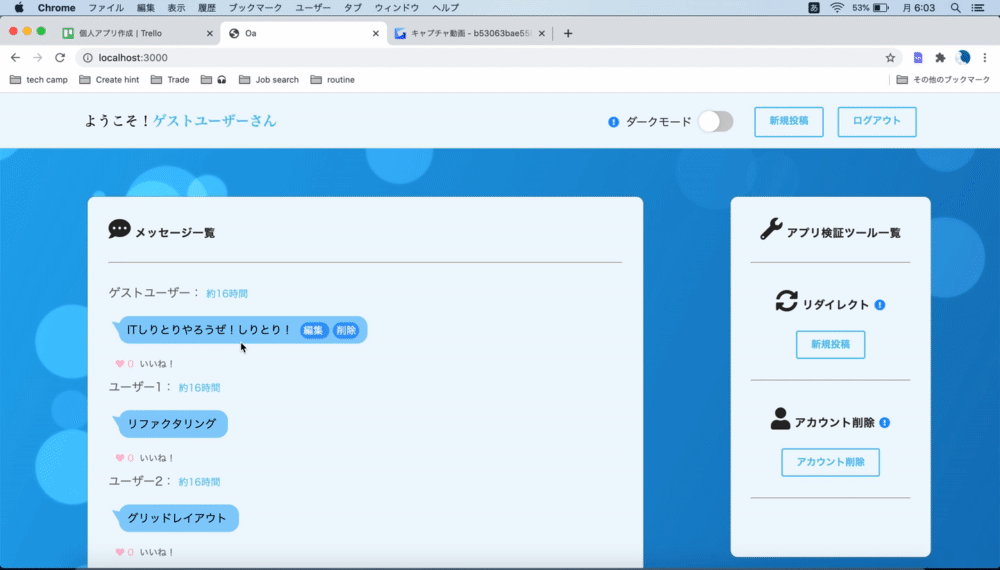 Chrome ファイル 編集 表示 履歴 ブックマーク ユーザー タブ ウィンドウ ヘルプ あ 53% 月 6:03
個人アプリ作成 | Trello
Oa
キャプチャ動画 - b53063bae55
localhost:3000
tech camp Create hint Trade Job search routine その他のブックマーク
ようこそ！ゲストユーザーさん ダークモード 新規投稿 ログアウト
メッセージ一覧
ゲストユーザー： 約16時間
ITしりとりやろうぜ！しりとり！ 編集 削除
0 いいね！
ユーザー1： 約16時間
リファクタリング
0 いいね！
ユーザー2： 約16時間
グリッドレイアウト
0 いいね！
アプリ検証ツール一覧
リダイレクト
新規投稿
アカウント削除
アカウント削除